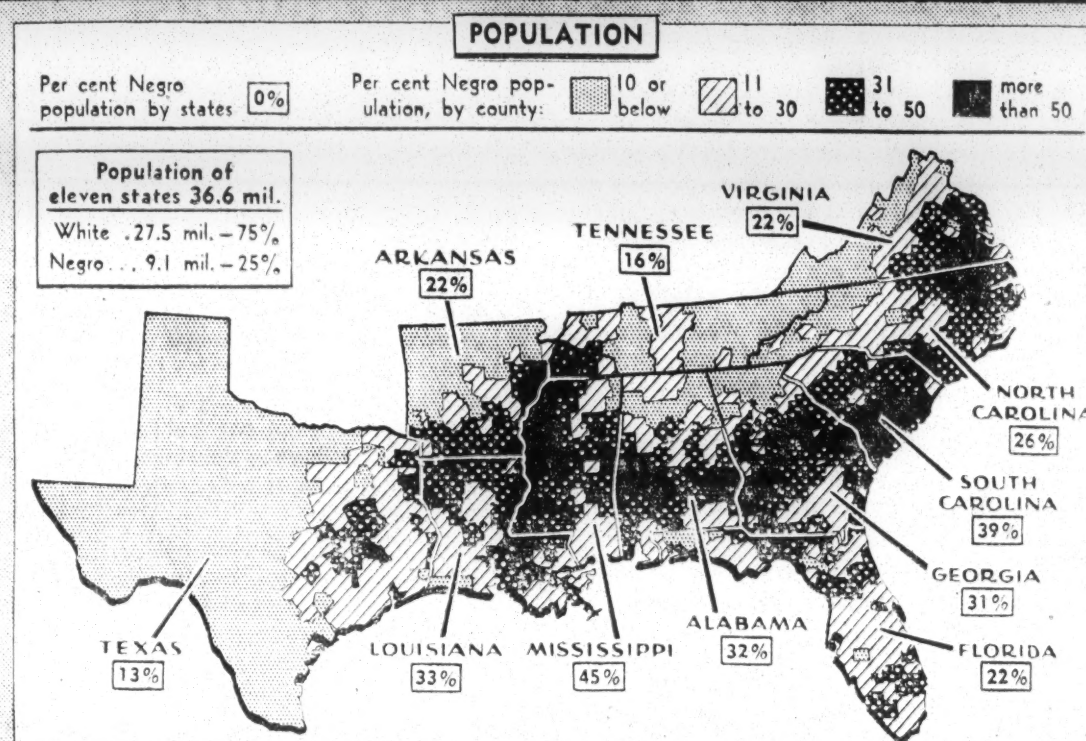 POPULATION
Per cent Negro
population by states 0%
Per cent Negro pop-
ulation, by county:
10 or
below
11
to 30
31
to 50
more
than 50
Population of
eleven states 36.6 mil.
White . 27.5 mil. – 75%
Negro . . . 9.1 mil. – 25%
VIRGINIA
22%
TENNESSEE
16%
ARKANSAS
22%
NORTH
CAROLINA
26%
SOUTH
CAROLINA
39%
GEORGIA
31%
FLORIDA
22%
ALABAMA
32%
MISSISSIPPI
45%
LOUISIANA
33%
TEXAS
13%